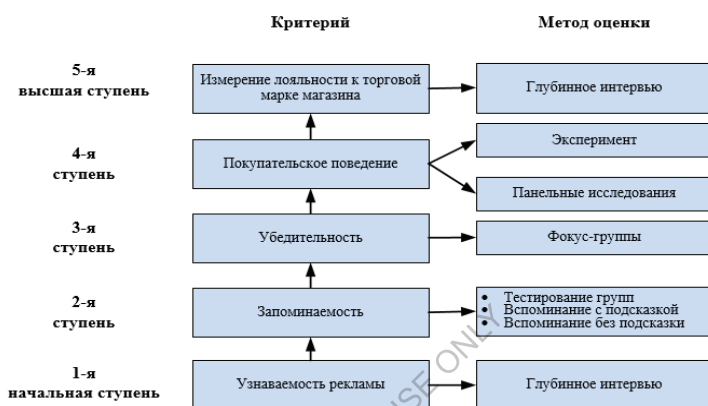 Критерий
Метод оценки
5-я
высшая ступень
Измерение лояльности к торговой
марке магазина
Глубинное интервью
4-я
ступень
Покупательское поведение
Эксперимент
Панельные исследования
3-я
ступень
Убедительность
Фокус-группы
2-я
ступень
Запоминаемость
• Тестирование групп
• Вспоминание с подсказкой
• Вспоминание без подсказки
1-я
начальная ступень
Узнаваемость рекламы
Глубинное интервью
USE ONLY